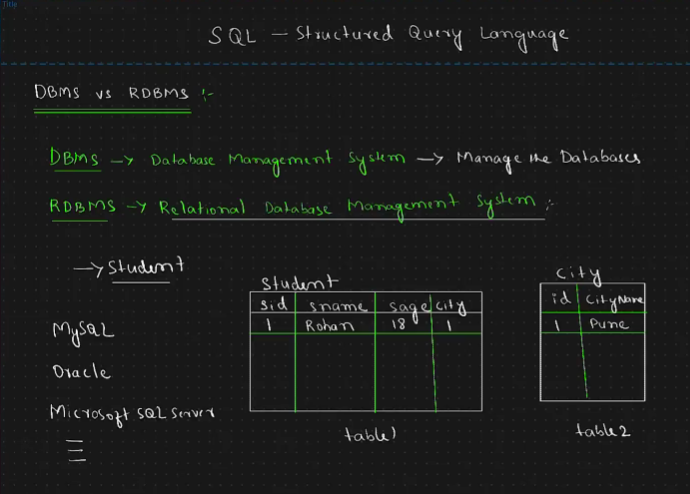 Title
SQL – Structured Query Language
DBMS vs RDBMS :-
DBMS → Database Management System → Manage the Databases
RDBMS → Relational Database Management System :-
→ Student
MySQL
Oracle
Microsoft SQL Server
Student
sid sname sage city
1 Rohan 18 1
table1
City
id CityName
1 Pune
table2